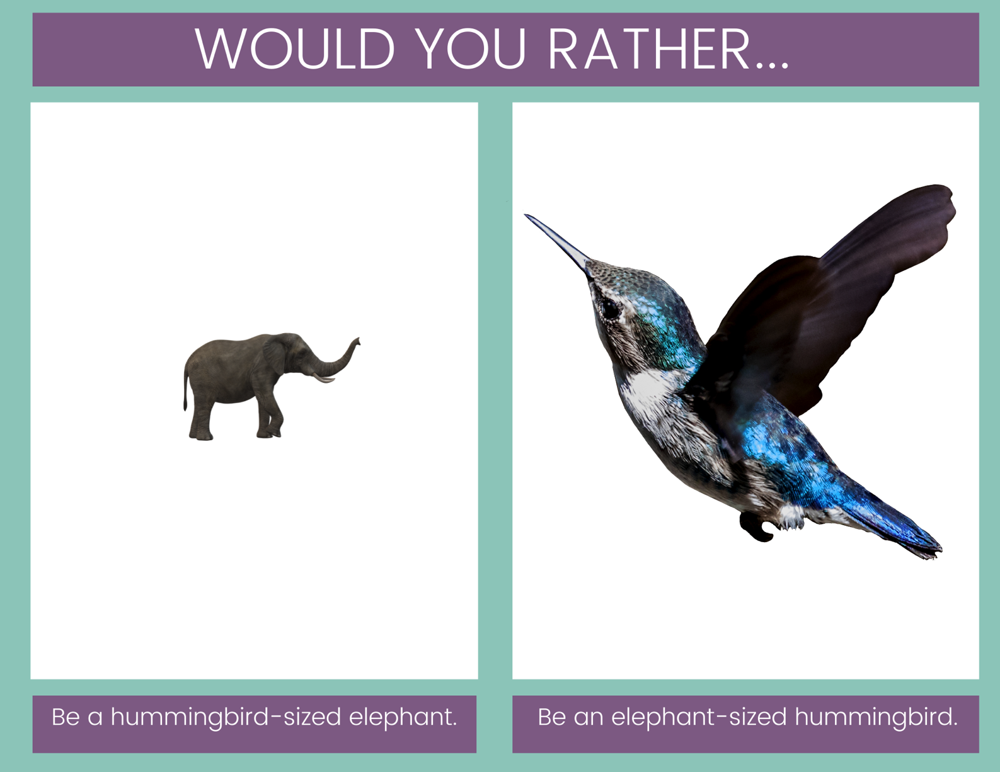 WOULD YOU RATHER...
Be a hummingbird-sized elephant.
Be an elephant-sized hummingbird.